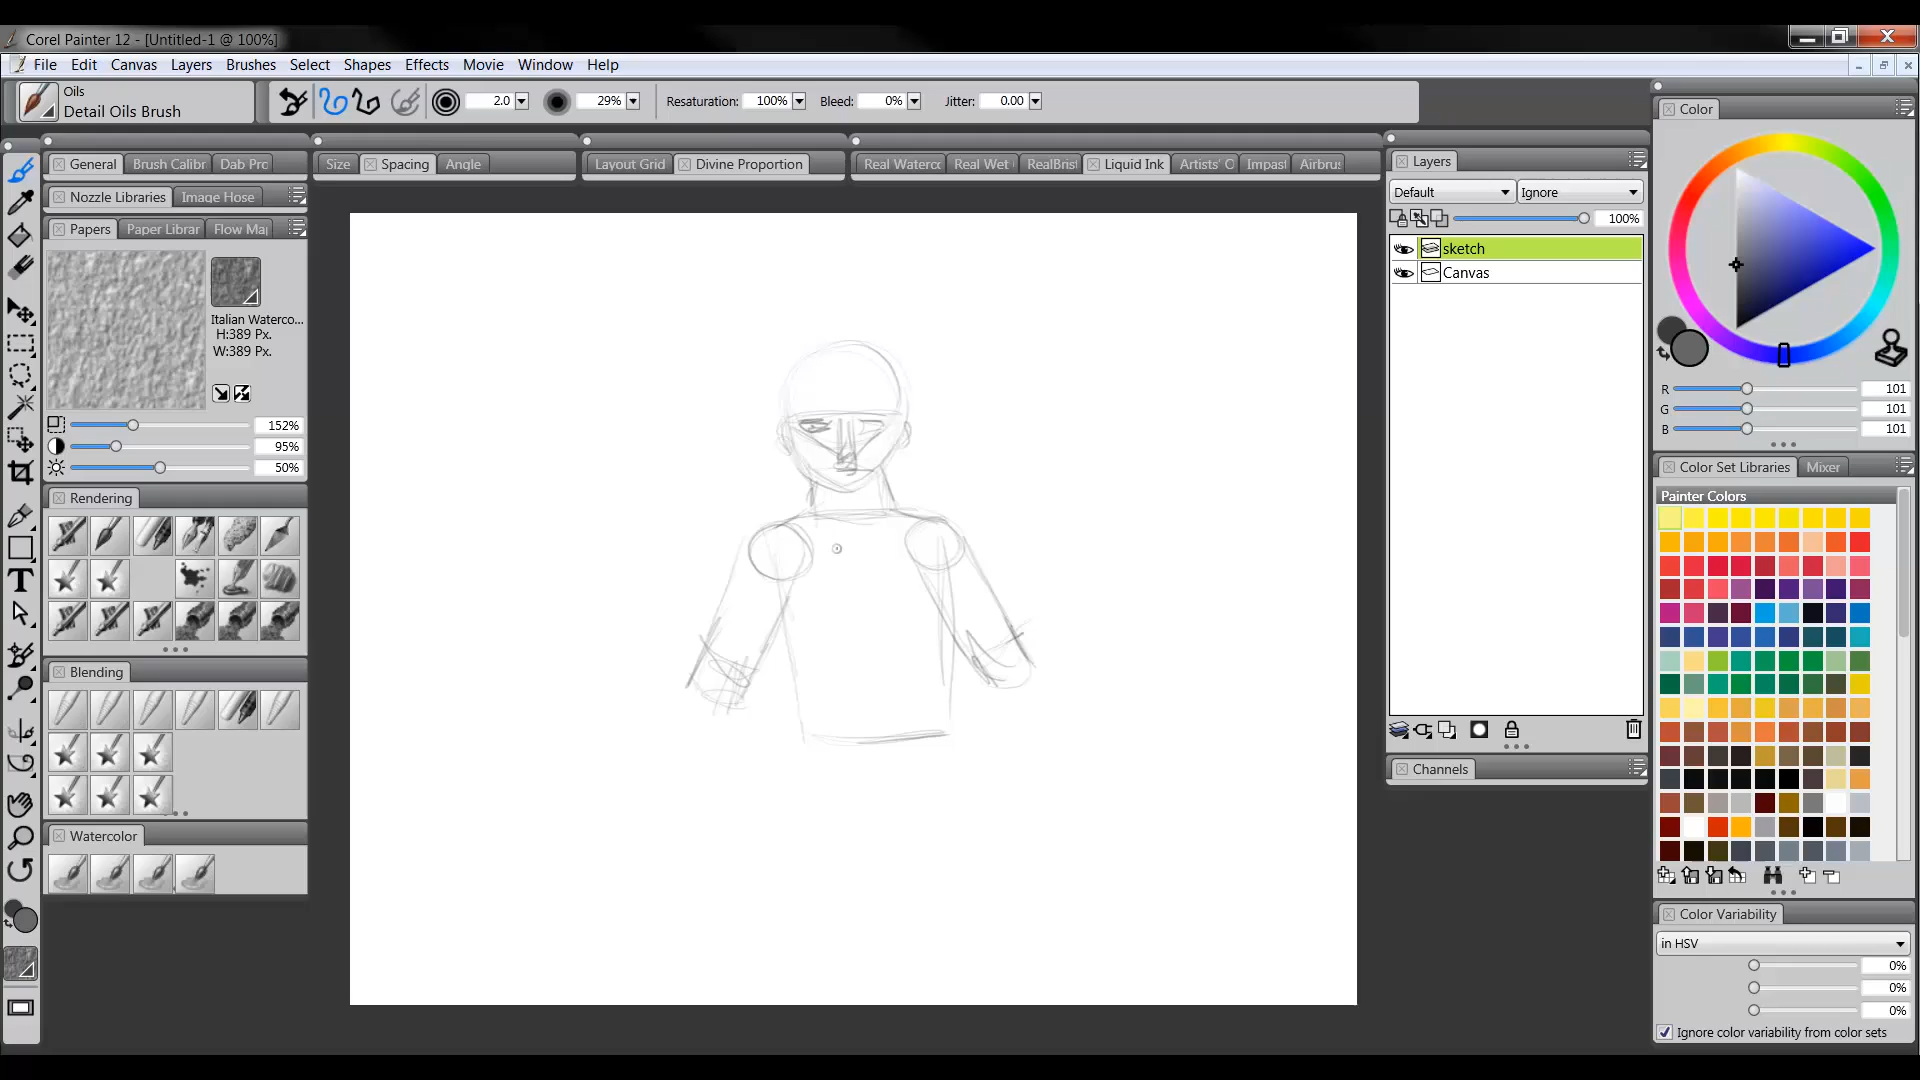 Corel Painter 12 - [Untitled-1 @ 100%]
File Edit Canvas Layers Brushes Select Shapes Effects Movie Window Help
Oils
Detail Oils Brush
2.0 29% Resaturation: 100% Bleed: 0% Jitter: 0.00
General Brush Calibr Dab Pro
Size Spacing Angle
Layout Grid Divine Proportion
Real Waterco Real Wet RealBrist Liquid Ink Artists' O Impast Airbrus
Nozzle Libraries Image Hose
Papers Paper Librar Flow Map
Italian Waterco...
H:389 Px.
W:389 Px.
152%
95%
50%
Rendering
Blending
Watercolor
Layers
Default Ignore
100%
sketch
Canvas
Channels
Color
R 101
G 101
B 101
Color Set Libraries Mixer
Painter Colors
Color Variability
in HSV
0%
0%
0%
Ignore color variability from color sets